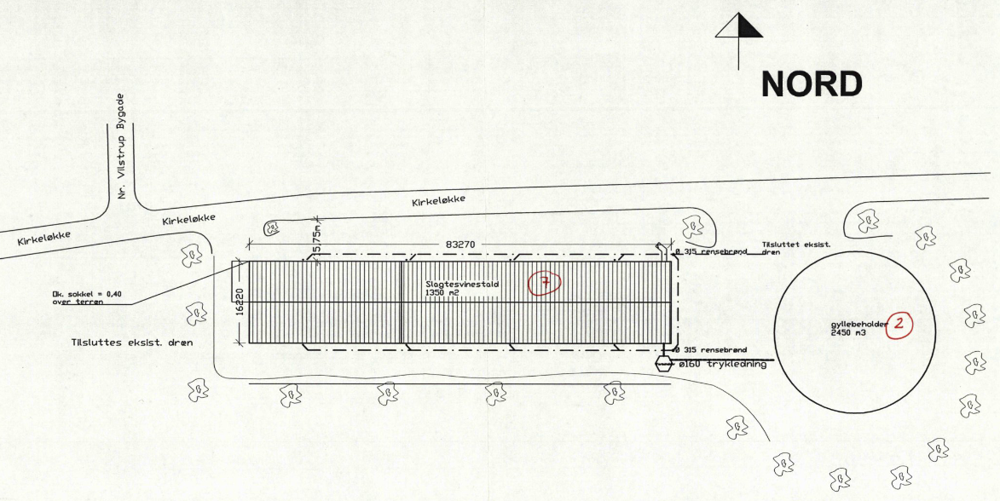 NORD
Nr. Vilstrup Bygade
Kirkeløkke
Kirkeløkke
Kirkeløkke
5,75m
83270
Ø 315 rensebrønd
Tilsluttet eksist.
dræn
Slagtesvinestald
1350 m2
7
Ok. sokkel = 0,40
over terræn
16220
gyllebeholder
2450 m3
2
Tilsluttes eksist. dræn
Ø 315 rensebrønd
ø160 trykledning